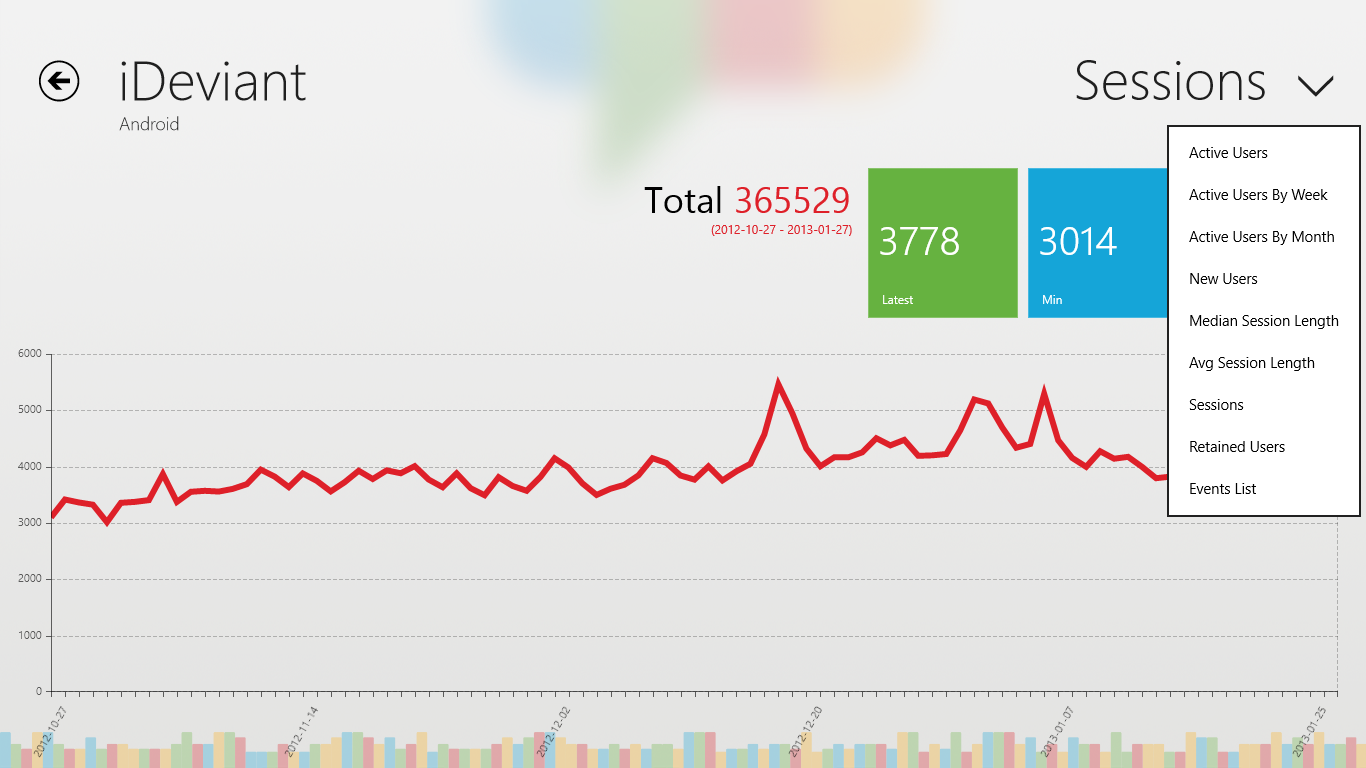 iDeviant
Android
Sessions
Active Users
Active Users By Week
Active Users By Month
New Users
Median Session Length
Avg Session Length
Sessions
Retained Users
Events List
Total 365529
(2012-10-27 - 2013-01-27)
3778
Latest
3014
Min
6000
5000
4000
3000
2000
1000
0
2012-10-27
2012-11-14
2012-12-02
2012-12-20
2013-01-07
2013-01-25